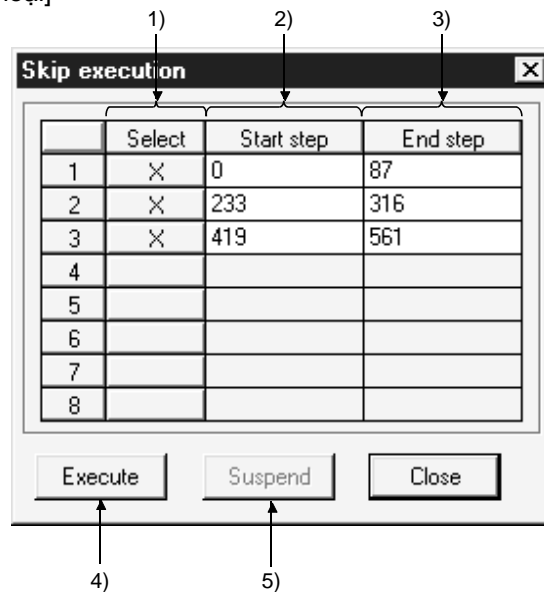 1) 2) 3)
Skip execution
Select Start step End step
1 X 0 87
2 X 233 316
3 X 419 561
4
5
6
7
8
Execute Suspend Close
4) 5)